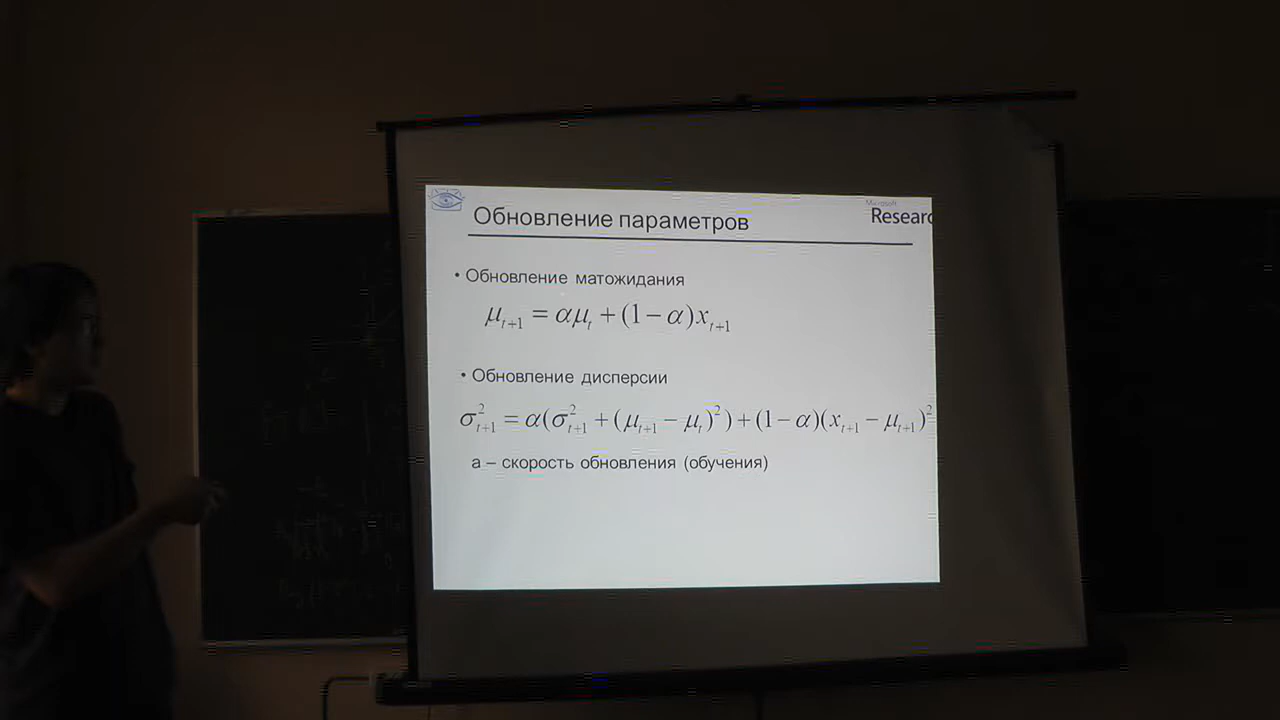 Microsoft
Обновление параметров
Researc
• Обновление матожидания
μ_{t+1} = αμ_t + (1 − α)x_{t+1}
• Обновление дисперсии
σ²_{t+1} = α(σ²_{t+1} + (μ_{t+1} − μ_t)²) + (1 − α)(x_{t+1} − μ_{t+1})²
a – скорость обновления (обучения)